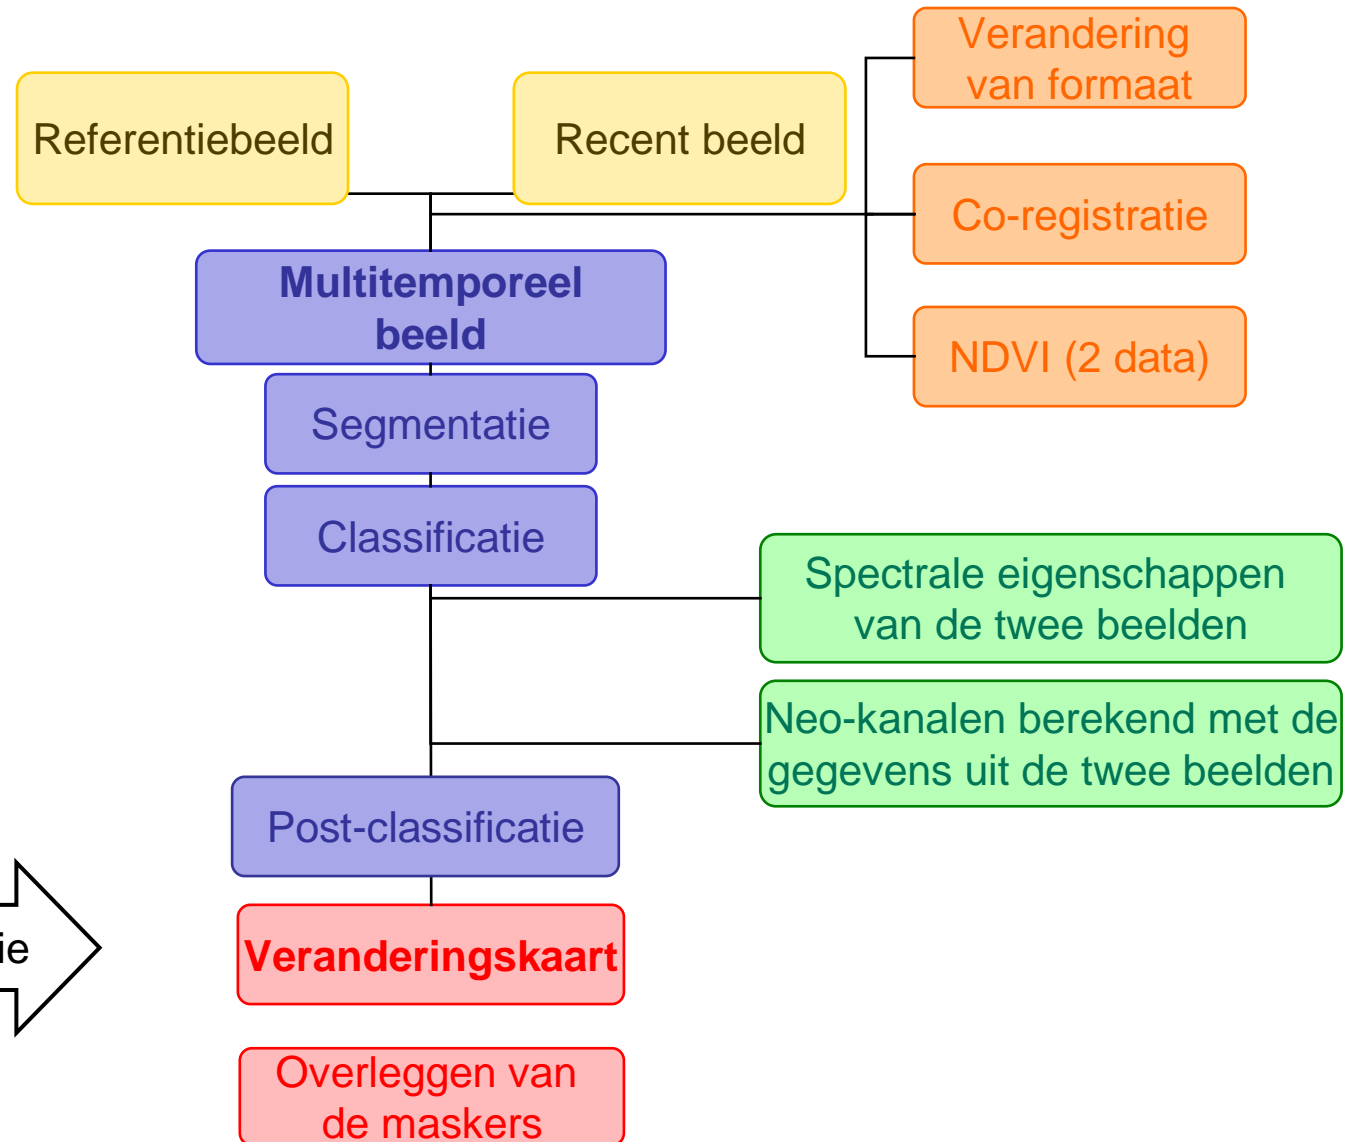 Verandering
van formaat
Referentiebeeld
Recent beeld
Co-registratie
Multitemporeel
beeld
NDVI (2 data)
Segmentatie
Classificatie
Spectrale eigenschappen
van de twee beelden
Neo-kanalen berekend met de
gegevens uit de twee beelden
Post-classificatie
ie
Veranderingskaart
Overleggen van
de maskers